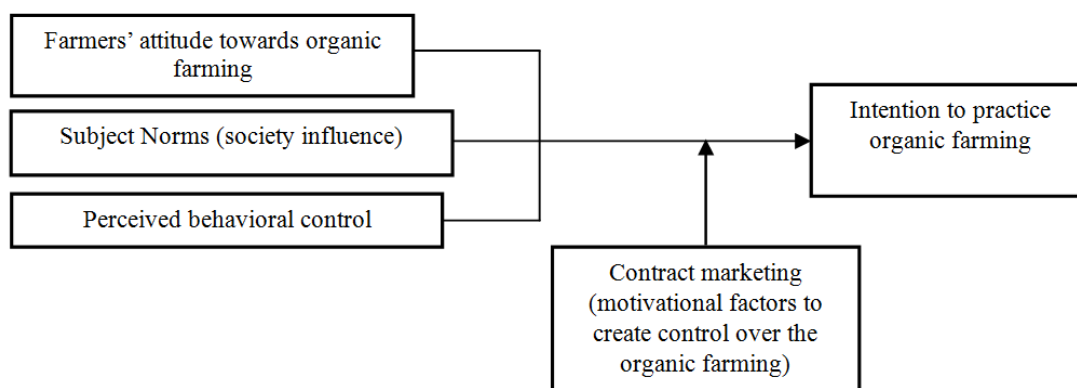 Farmers’ attitude towards organic
farming
Subject Norms (society influence)
Perceived behavioral control
Intention to practice
organic farming
Contract marketing
(motivational factors to
create control over the
organic farming)